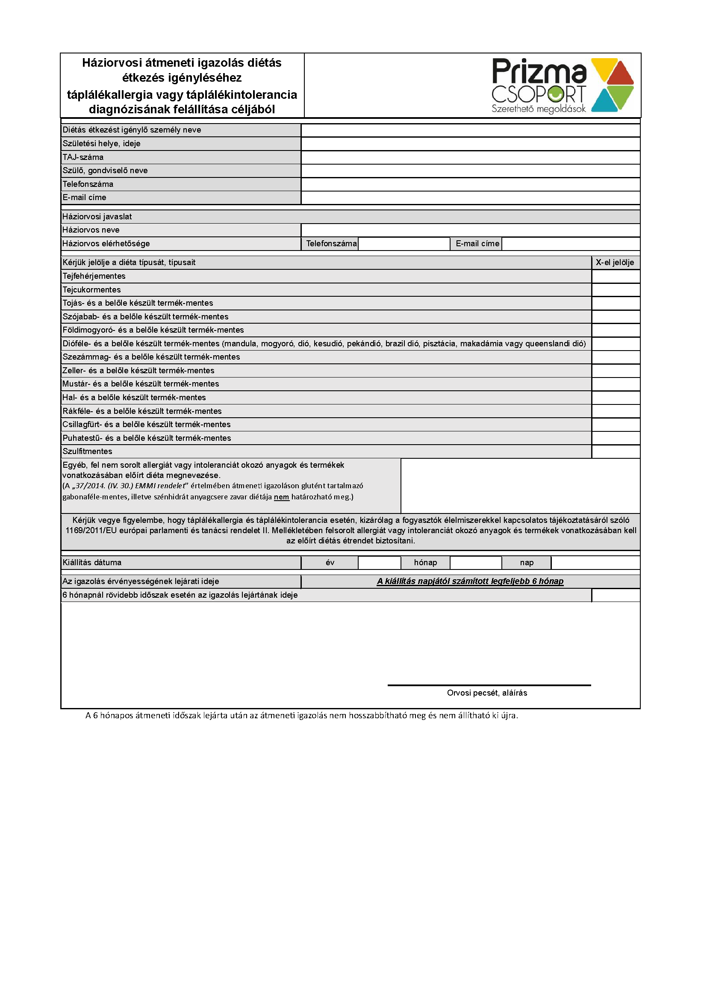 Háziorvosi átmeneti igazolás diétás
étkezés igényléséhez
táplálékallergia vagy táplálékintolerancia
diagnózisának felállítása céljából
Prizma
CSOPORT
Szerethető megoldások
Diétás étkezést igénylő személy neve
Születési helye, ideje
TAJ-száma
Szülő, gondviselő neve
Telefonszáma
E-mail címe
Háziorvosi javaslat
Háziorvos neve
Háziorvos elérhetősége Telefonszáma E-mail címe
Kérjük jelölje a diéta típusát, típusait X-el jelölje
Tejfehérjementes
Tejcukormentes
Tojás- és a belőle készült termék-mentes
Szójabab- és a belőle készült termék-mentes
Földimogyoró- és a belőle készült termék-mentes
Dióféle- és a belőle készült termék-mentes (mandula, mogyoró, dió, kesudió, pekándió, brazil dió, pisztácia, makadámia vagy queenslandi dió)
Szezámmag- és a belőle készült termék-mentes
Zeller- és a belőle készült termék-mentes
Mustár- és a belőle készült termék-mentes
Hal- és a belőle készült termék-mentes
Rákféle- és a belőle készült termék-mentes
Csillagfürt- és a belőle készült termék-mentes
Puhatestű- és a belőle készült termék-mentes
Szulfitmentes
Egyéb, fel nem sorolt allergiát vagy intoleranciát okozó anyagok és termékek
vonatkozásában előírt diéta megnevezése.
(A „37/2014. (IV. 30.) EMMI rendelet” értelmében átmeneti igazoláson glutént tartalmazó
gabonaféle-mentes, illetve szénhidrát anyagcsere zavar diétája nem határozható meg.)
Kérjük vegye figyelembe, hogy táplálékallergia és táplálékintolerancia esetén, kizárólag a fogyasztók élelmiszerekkel kapcsolatos tájékoztatásáról szóló
1169/2011/EU európai parlamenti és tanácsi rendelet II. Mellékletében felsorolt allergiát vagy intoleranciát okozó anyagok és termékek vonatkozásában kell
az előírt diétás étrendet biztosítani.
Kiállítás dátuma év hónap nap
Az igazolás érvényességének lejárati ideje A kiállítás napjától számított legfeljebb 6 hónap
6 hónapnál rövidebb időszak esetén az igazolás lejártának ideje
Orvosi pecsét, aláírás
A 6 hónapos átmeneti időszak lejárta után az átmeneti igazolás nem hosszabbítható meg és nem állítható ki újra.